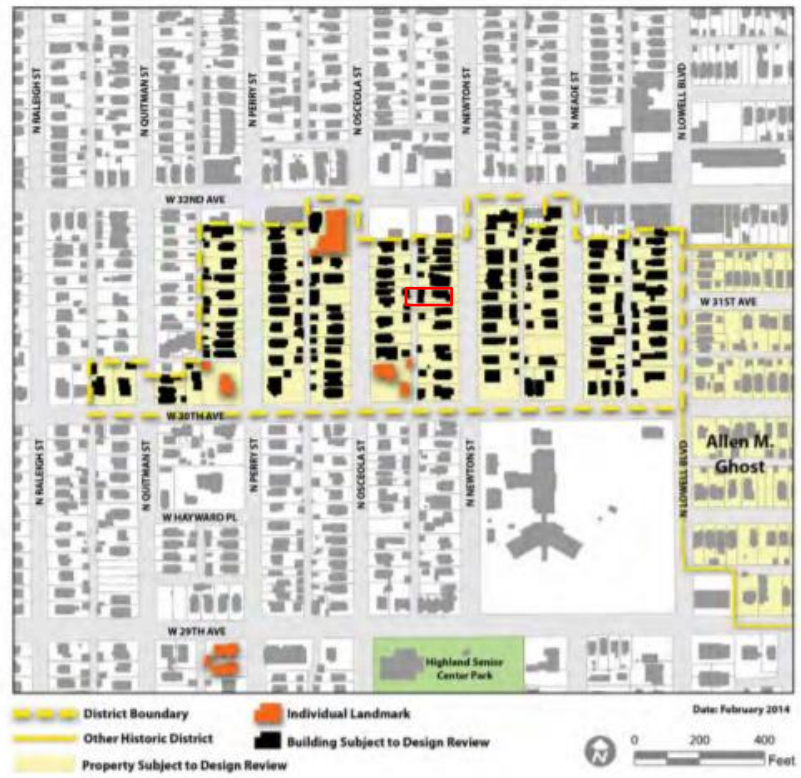 N RALEIGH ST
N QUITMAN ST
N PERRY ST
N OSCEOLA ST
N NEWTON ST
N MEADE ST
N LOWELL BLVD
W 32ND AVE
W 31ST AVE
W 30TH AVE
N RALEIGH ST
N QUITMAN ST
N PERRY ST
N OSCEOLA ST
N NEWTON ST
N LOWELL BLVD
Allen M.
Ghost
W HAYWARD PL
W 29TH AVE
Highland Senior
Center Park
District Boundary
Individual Landmark
Date: February 2014
Other Historic District
Building Subject to Design Review
Property Subject to Design Review
N
0 200 400
Feet